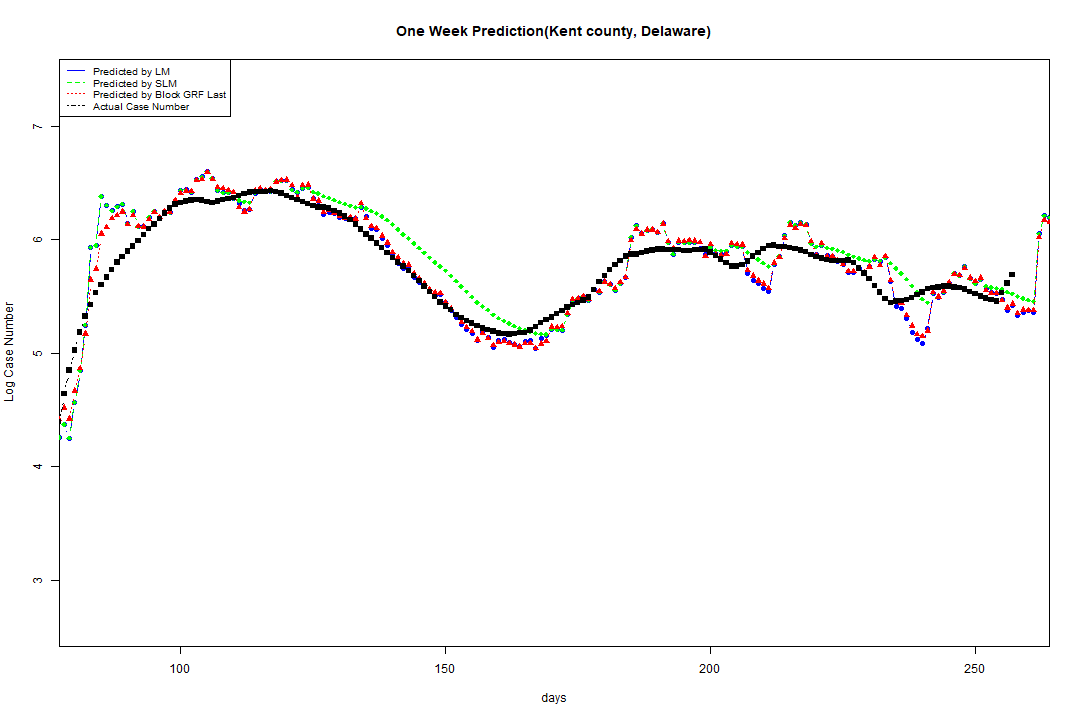 One Week Prediction(Kent county, Delaware)
Predicted by LM
Predicted by SLM
Predicted by Block GRF Last
Actual Case Number
7
6
5
4
3
Log Case Number
100 150 200 250
days